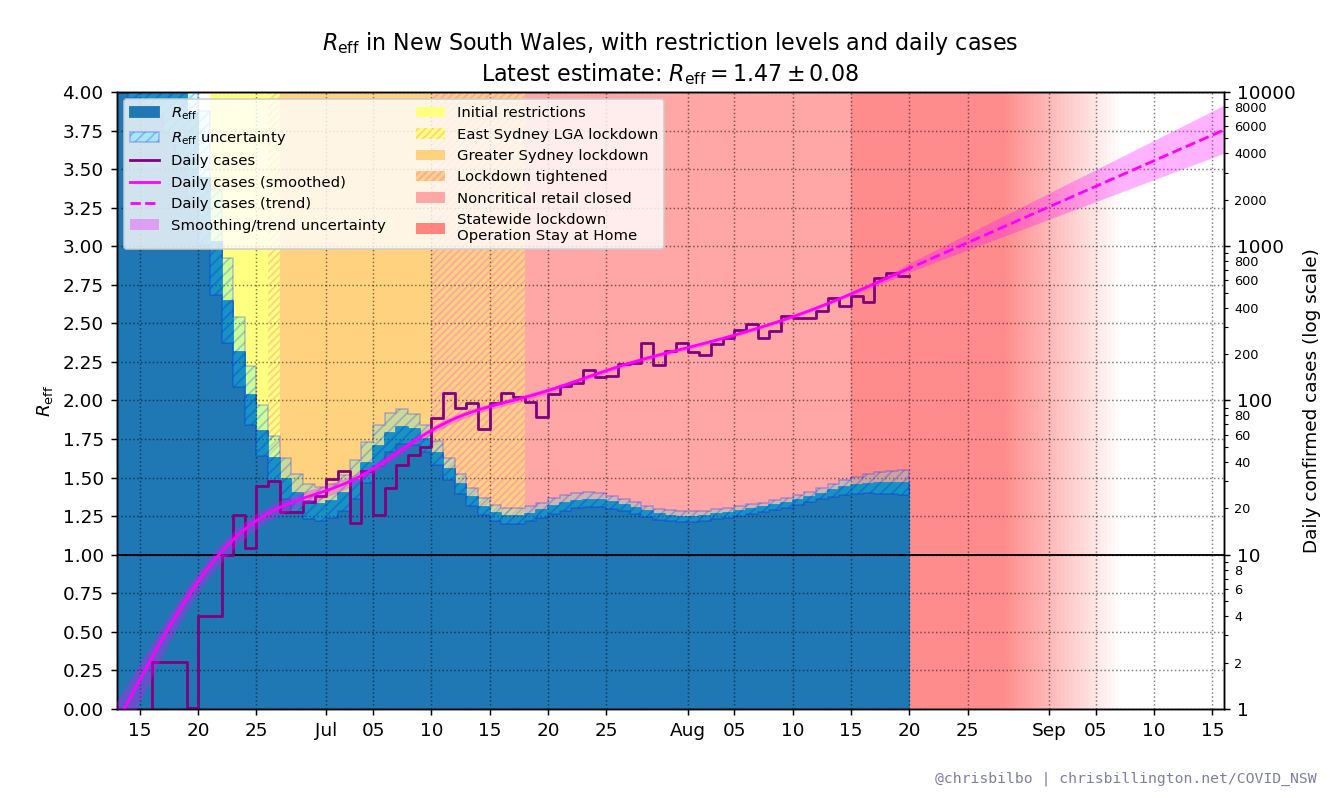 Reff in New South Wales, with restriction levels and daily cases
Latest estimate: Reff = 1.47 ± 0.08
Reff
Reff uncertainty
Daily cases
Daily cases (smoothed)
Daily cases (trend)
Smoothing/trend uncertainty
Initial restrictions
East Sydney LGA lockdown
Greater Sydney lockdown
Lockdown tightened
Noncritical retail closed
Statewide lockdown
Operation Stay at Home
Reff
4.00
3.75
3.50
3.25
3.00
2.75
2.50
2.25
2.00
1.75
1.50
1.25
1.00
0.75
0.50
0.25
0.00
15 20 25 Jul 05 10 15 20 25 Aug 05 10 15 20 25 Sep 05 10 15
10000
8000
6000
4000
2000
1000
800
600
400
200
100
80
60
40
20
10
8
6
4
2
1
Daily confirmed cases (log scale)
@chrisbilbo | chrisbillington.net/COVID_NSW